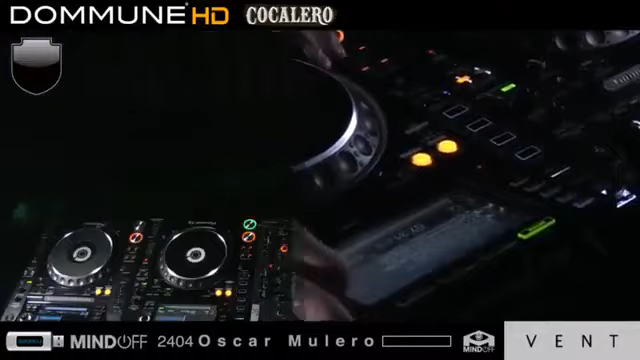 DOMMUNE HD COCALERO
MIND OFF 2404 Oscar Mulero MIND OFF VENT